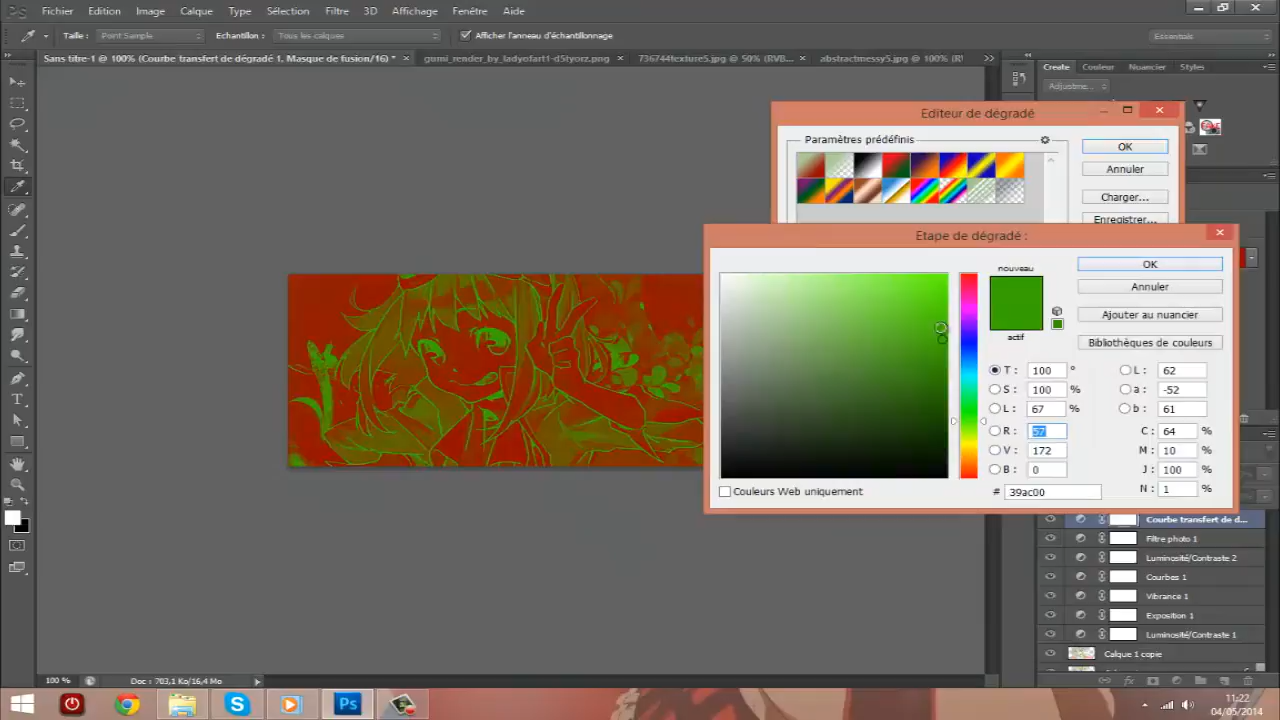 Ps Fichier Edition Image Calque Type Sélection Filtre 3D Affichage Fenêtre Aide
Taille : Point Sample Echantillon : Tous les calques Afficher l'anneau d'échantillonnage Essentials
Sans titre-1 @ 100% (Courbe transfert de dégradé 1, Masque de fusion/16) * gumi_render_by_ladyofart1-d5tyorz.png 736744texture5.jpg @ 50% (RVB... abstractmessy5.jpg @ 100% (R\
Create Couleur Nuancier Styles
Adjustme...
Editeur de dégradé
Paramètres prédéfinis
OK
Annuler
Charger...
Enregistrer...
Etape de dégradé :
nouveau
actif
OK
Annuler
Ajouter au nuancier
Bibliothèques de couleurs
T : 100 ° L : 62
S : 100 % a : -52
L : 67 % b : 61
R : 57 C : 64 %
V : 172 M : 10 %
B : 0 J : 100 %
# 39ac00 N : 1 %
Couleurs Web uniquement
Courbe transfert de d...
Filtre photo 1
Luminosité/Contraste 2
Courbes 1
Vibrance 1
Exposition 1
Luminosité/Contraste 1
Calque 1 copie
100 % Doc : 703,1 Ko/16,4 Mo
Ps
11:22
04/05/2014